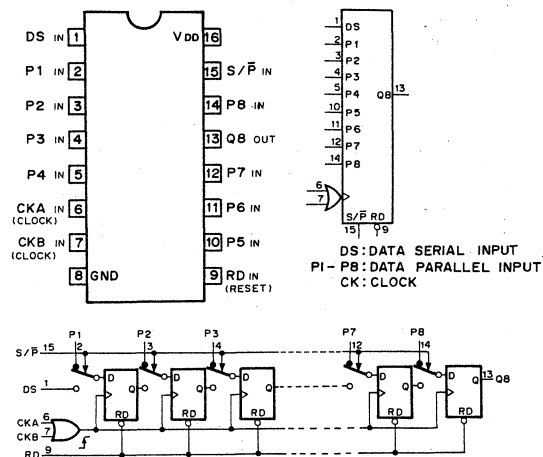 DS IN 1
P1 IN 2
P2 IN 3
P3 IN 4
P4 IN 5
CKA IN 6
(CLOCK)
CKB IN 7
(CLOCK)
8 GND
VDD 16
15 S/P̅ IN
14 P8 IN
13 Q8 OUT
12 P7 IN
11 P6 IN
10 P5 IN
9 RD IN
(RESET)
1 DS
2 P1
3 P2
4 P3
5 P4
10 P5
11 P6
12 P7
14 P8
6
7
Q8 13
S/P̅ RD
15 9
DS:DATA SERIAL INPUT
P1-P8:DATA PARALLEL INPUT
CK:CLOCK
P1 P2 P3 P7 P8
S/P̅ 15 2 3 4 12 14
DS 1
D Q D Q D Q D Q D Q 13 Q8
CKA 6
CKB 7
RD RD RD RD RD
RD 9